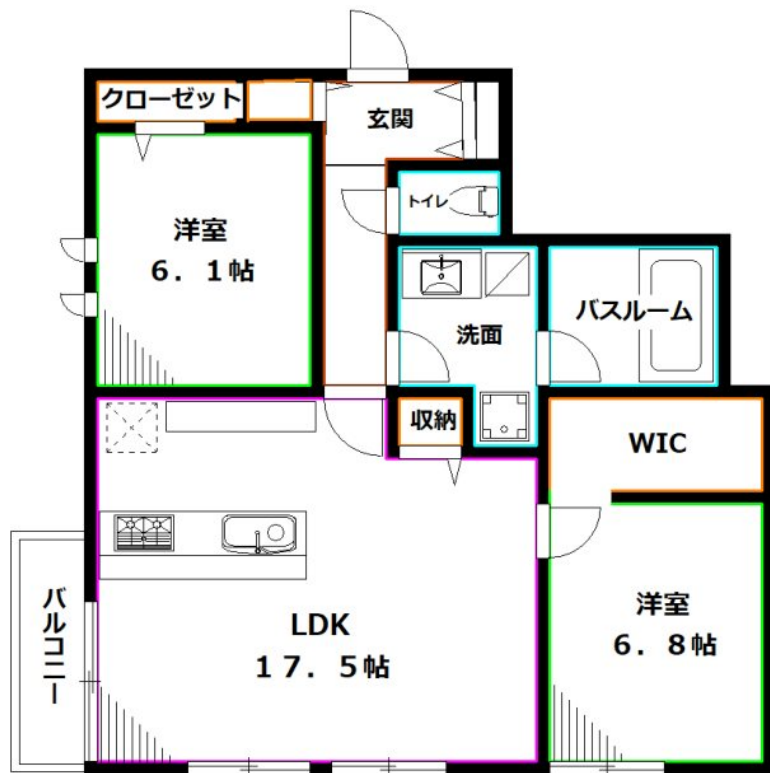 クローゼット
玄関
トイレ
洋室
6．1帖
洗面
バスルーム
収納
WIC
バルコニー
LDK
17．5帖
洋室
6．8帖